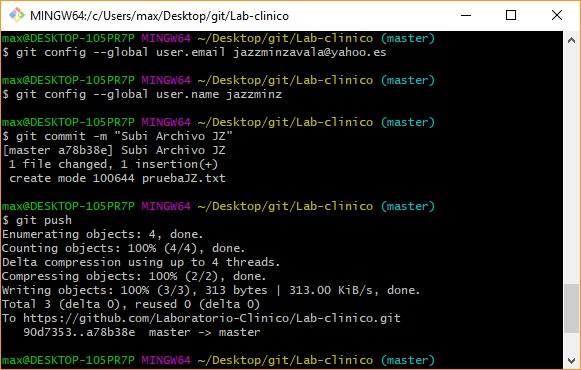 MINGW64:/c/Users/max/Desktop/git/Lab-clinico
max@DESKTOP-105PR7P MINGW64 ~/Desktop/git/Lab-clinico (master)
$ git config --global user.email jazzminzavala@yahoo.es
max@DESKTOP-105PR7P MINGW64 ~/Desktop/git/Lab-clinico (master)
$ git config --global user.name jazzminz
max@DESKTOP-105PR7P MINGW64 ~/Desktop/git/Lab-clinico (master)
$ git commit -m "Subi Archivo JZ"
[master a78b38e] Subi Archivo JZ
 1 file changed, 1 insertion(+)
 create mode 100644 pruebaJZ.txt
max@DESKTOP-105PR7P MINGW64 ~/Desktop/git/Lab-clinico (master)
$ git push
Enumerating objects: 4, done.
Counting objects: 100% (4/4), done.
Delta compression using up to 4 threads.
Compressing objects: 100% (2/2), done.
Writing objects: 100% (3/3), 313 bytes | 313.00 KiB/s, done.
Total 3 (delta 0), reused 0 (delta 0)
To https://github.com/Laboratorio-Clinico/Lab-clinico.git
   90d7353..a78b38e  master -> master
max@DESKTOP-105PR7P MINGW64 ~/Desktop/git/Lab-clinico (master)